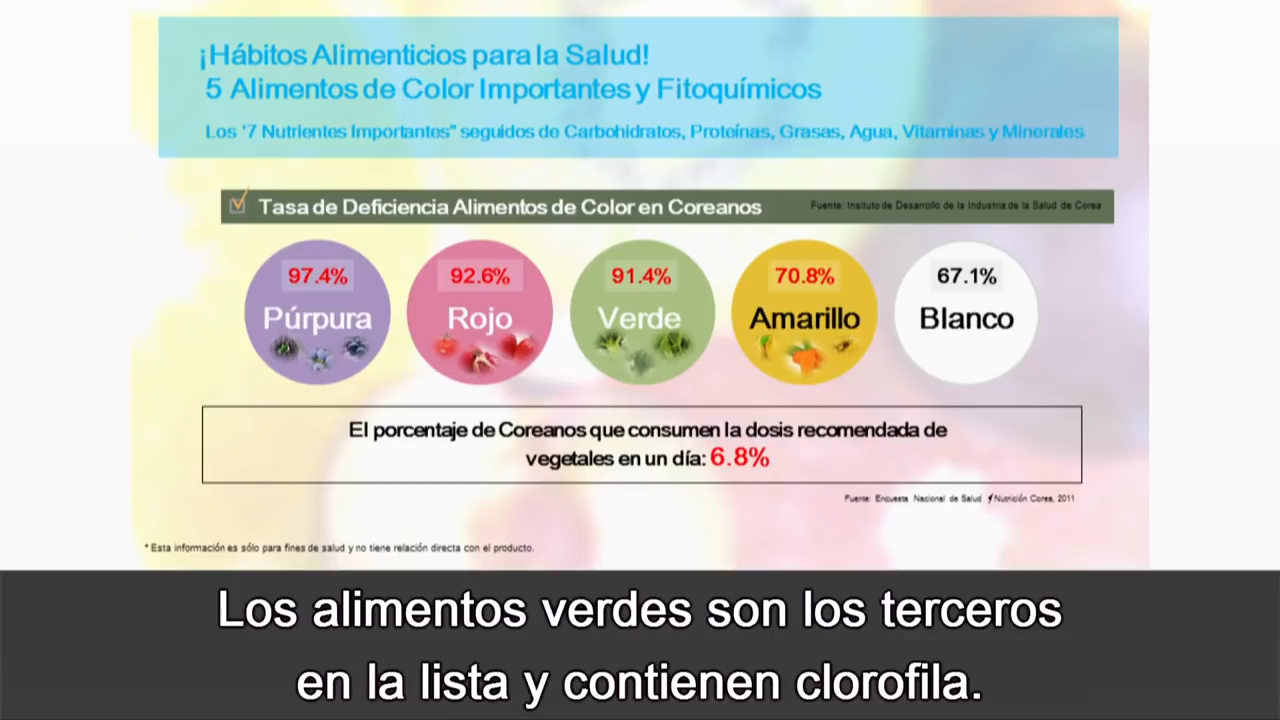 ¡Hábitos Alimenticios para la Salud!
5 Alimentos de Color Importantes y Fitoquímicos
Los '7 Nutrientes Importantes" seguidos de Carbohidratos, Proteínas, Grasas, Agua, Vitaminas y Minerales
Tasa de Deficiencia Alimentos de Color en Coreanos
Fuente: Insituto de Desarrollo de la Industria de la Salud de Corea
97.4%
Púrpura
92.6%
Rojo
91.4%
Verde
70.8%
Amarillo
67.1%
Blanco
El porcentaje de Coreanos que consumen la dosis recomendada de
vegetales en un día: 6.8%
Fuente: Encuesta Nacional de Salud /Nutrición Corea, 2011
* Esta información es sólo para fines de salud y no tiene relación directa con el producto.
Los alimentos verdes son los terceros
en la lista y contienen clorofila.